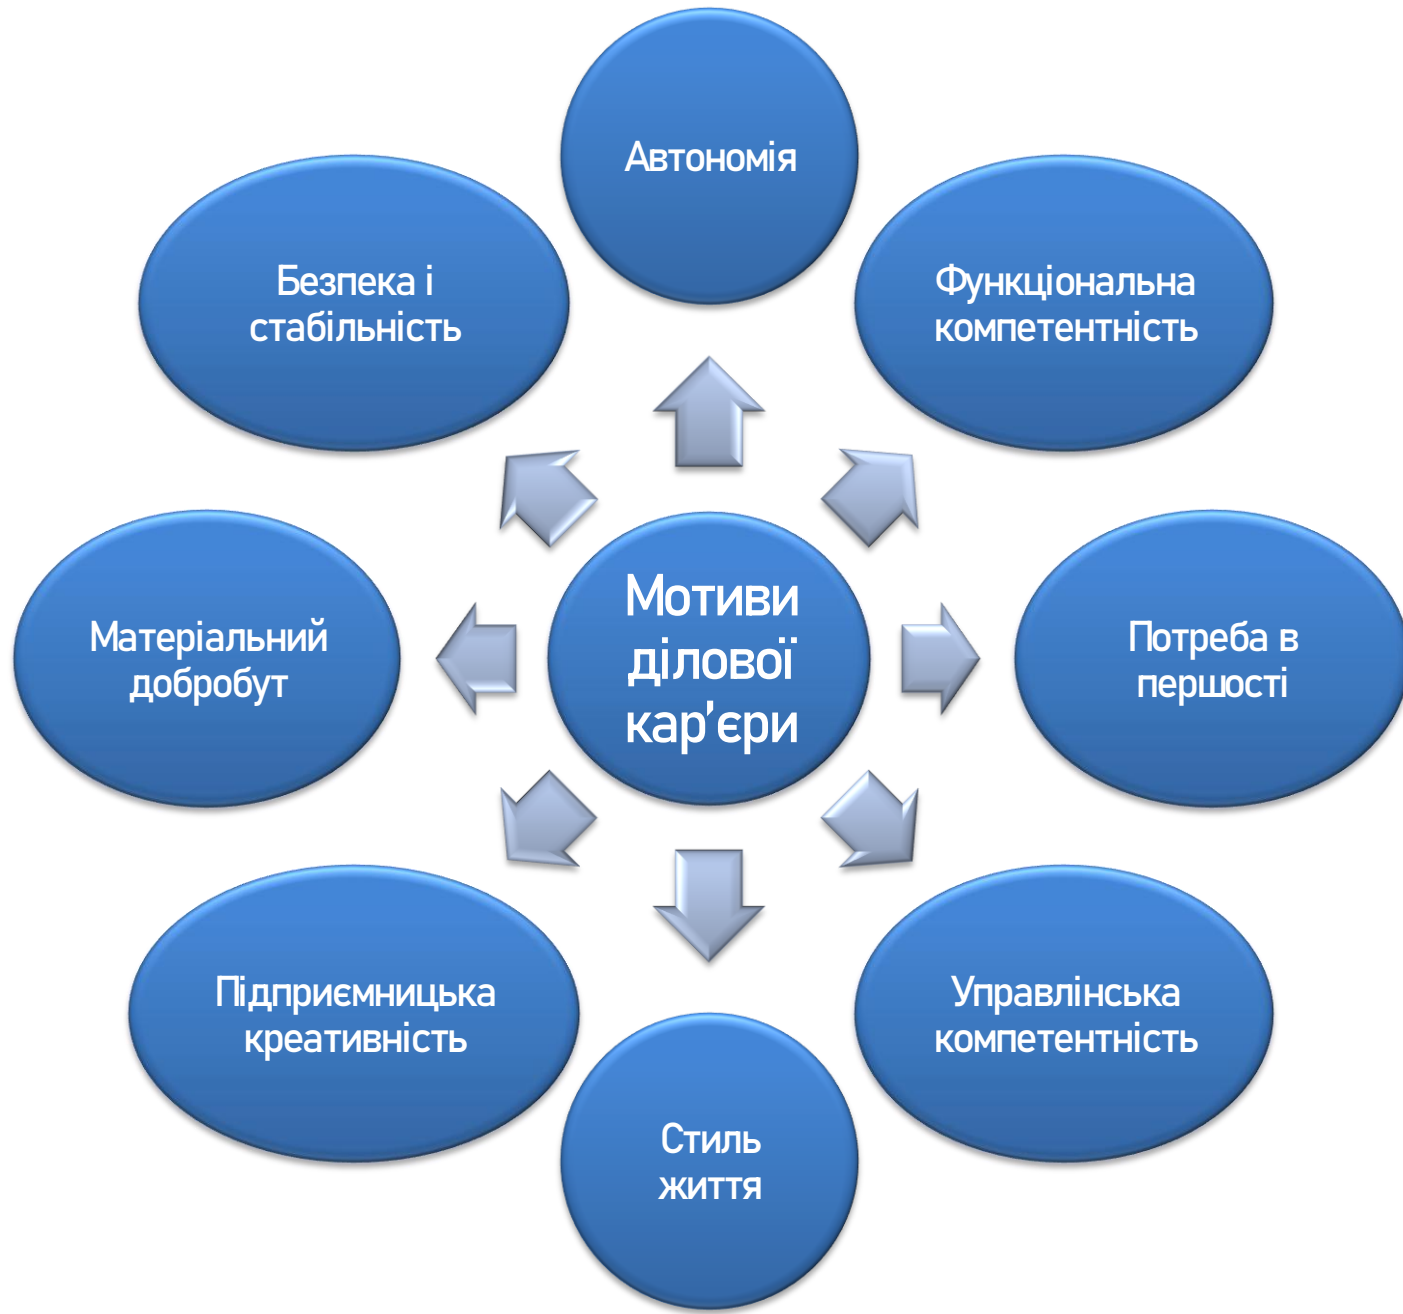 Автономія
Функціональна
компетентність
Потреба в
першості
Управлінська
компетентність
Стиль
життя
Підприємницька
креативність
Матеріальний
добробут
Безпека і
стабільність
Мотиви
ділової
кар’єри